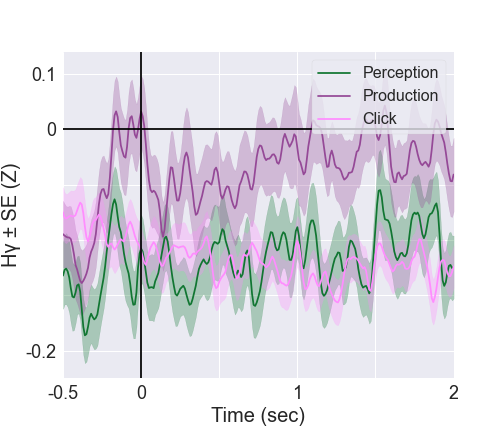 0.1
0
-0.2
Hγ ± SE (Z)
Perception
Production
Click
-0.5
0
1
2
Time (sec)